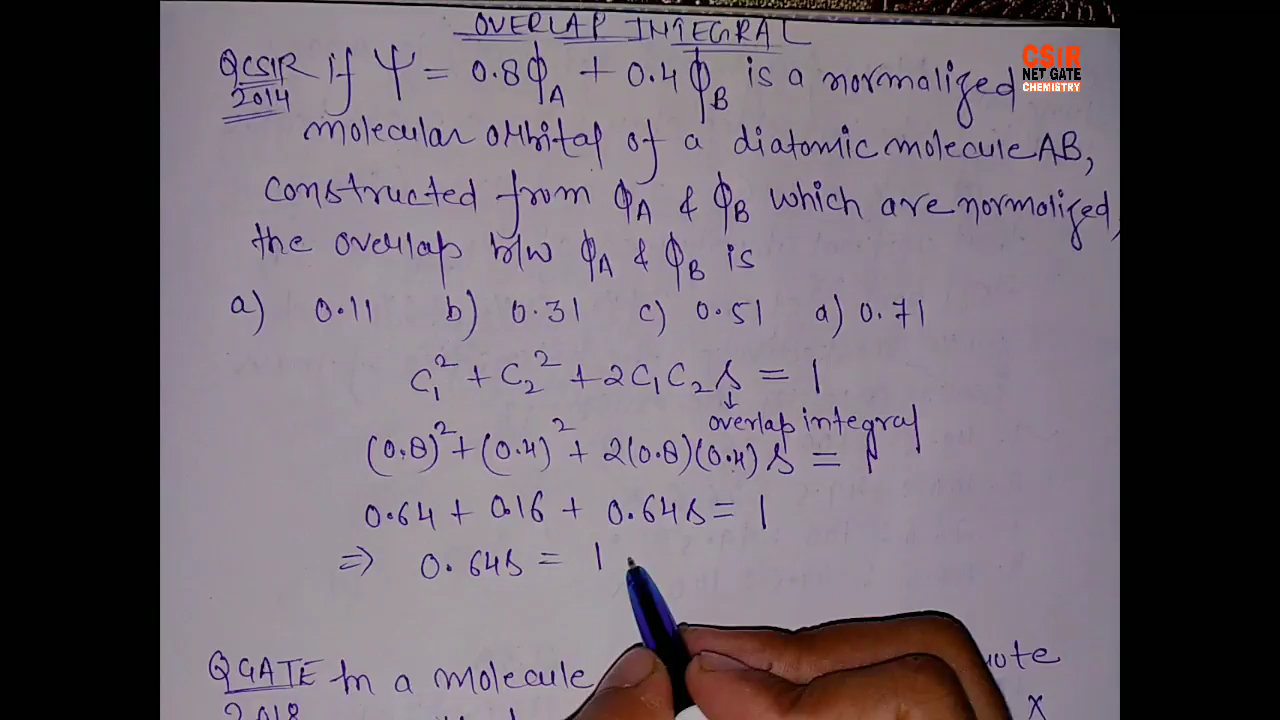 OVERLAP INTEGRAL
Q CSIR 2014 if Ψ = 0.8ϕA + 0.4ϕB is a normalized
CSIR
NET GATE
CHEMISTRY
molecular orbital of a diatomic molecule AB,
constructed from ϕA & ϕB which are normalized,
the overlap b/w ϕA & ϕB is
a) 0.11 b) 0.31 c) 0.51 a) 0.71
C₁² + C₂² + 2C₁C₂S = 1
↓
overlap integral
(0.8)² + (0.4)² + 2(0.8)(0.4) S = 1
0.64 + 0.16 + 0.64S = 1
⇒ 0.64S = 1
Q GATE In a molecule
2018 x